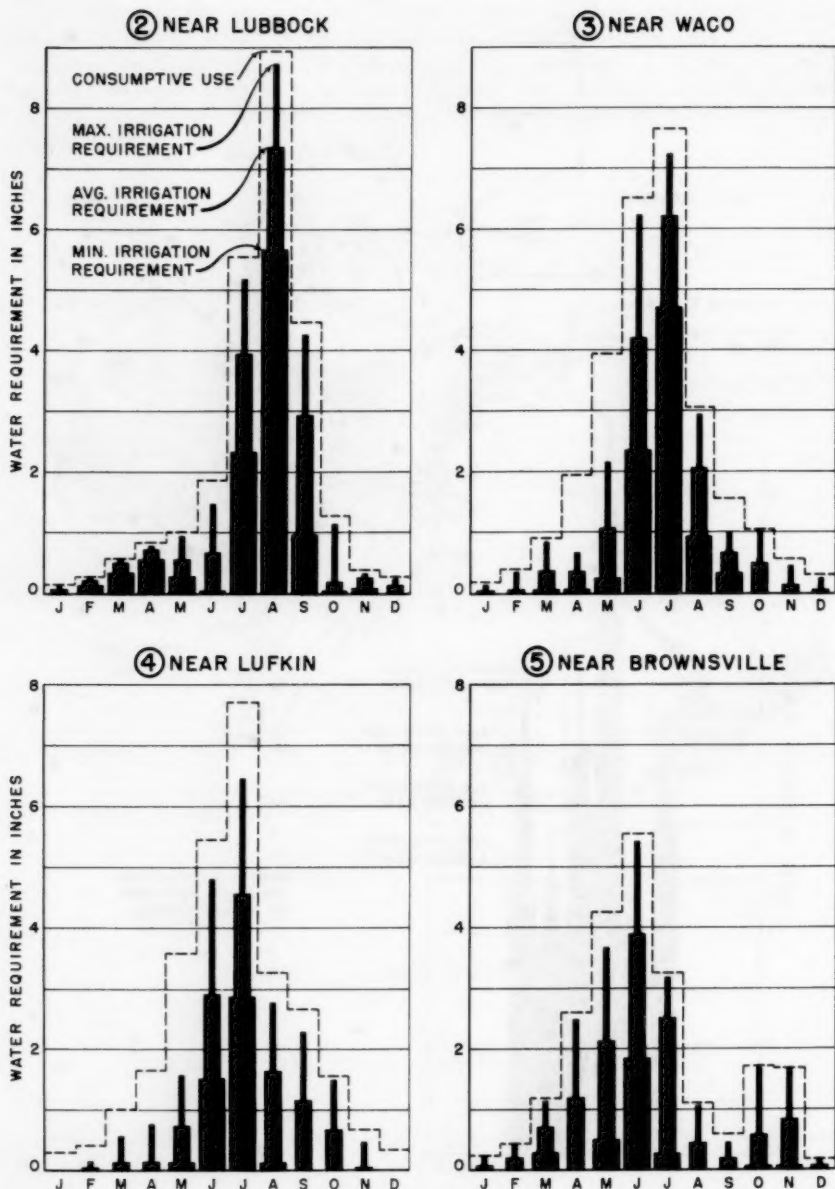 ② NEAR LUBBOCK
WATER REQUIREMENT IN INCHES
8
6
4
2
0
CONSUMPTIVE USE
MAX. IRRIGATION
REQUIREMENT
AVG. IRRIGATION
REQUIREMENT
MIN. IRRIGATION
REQUIREMENT
J F M A M J J A S O N D
③ NEAR WACO
8
6
4
2
0
J F M A M J J A S O N D
④ NEAR LUFKIN
WATER REQUIREMENT IN INCHES
8
6
4
2
0
J F M A M J J A S O N D
⑤ NEAR BROWNSVILLE
8
6
4
2
0
J F M A M J J A S O N D